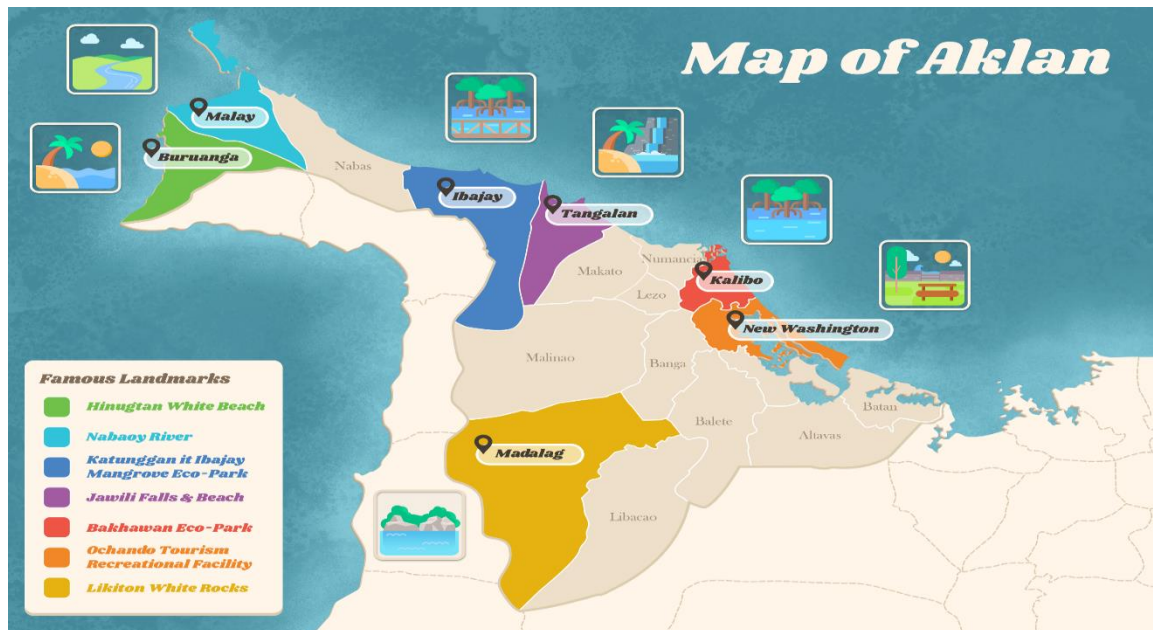 Map of Aklan
Malay
Buruanga
Nabas
Ibajay
Tangalan
Numancia
Makato
Kalibo
Lezo
New Washington
Malinao
Banga
Batan
Balete
Altavas
Madalag
Libacao
Famous Landmarks
Hinugtan White Beach
Nabaoy River
Katunggan it Ibajay
Mangrove Eco-Park
Jawili Falls & Beach
Bakhawan Eco-Park
Ochando Tourism
Recreational Facility
Likiton White Rocks